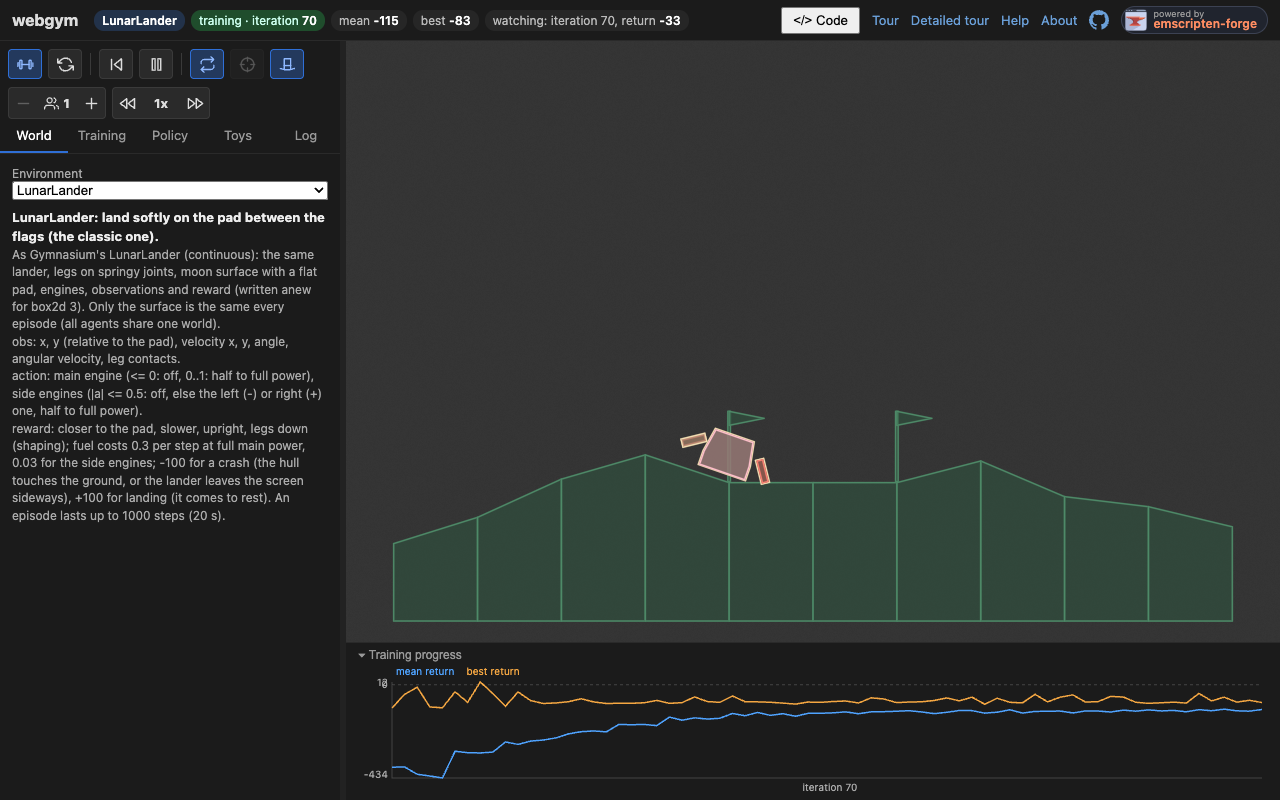 webgym
LunarLander
training · iteration 70
mean -115
best -83
watching: iteration 70, return -33
</> Code
Tour
Detailed tour
Help
About
powered by
emscripten-forge
1
1x
World
Training
Policy
Toys
Log
Environment
LunarLander
LunarLander: land softly on the pad between the
flags (the classic one).
As Gymnasium's LunarLander (continuous): the same
lander, legs on springy joints, moon surface with a flat
pad, engines, observations and reward (written anew
for box2d 3). Only the surface is the same every
episode (all agents share one world).
obs: x, y (relative to the pad), velocity x, y, angle,
angular velocity, leg contacts.
action: main engine (<= 0: off, 0..1: half to full power),
side engines (|a| <= 0.5: off, else the left (-) or right (+)
one, half to full power).
reward: closer to the pad, slower, upright, legs down
(shaping); fuel costs 0.3 per step at full main power,
0.03 for the side engines; -100 for a crash (the hull
touches the ground, or the lander leaves the screen
sideways), +100 for landing (it comes to rest). An
episode lasts up to 1000 steps (20 s).
Training progress
mean return
best return
-434
iteration 70